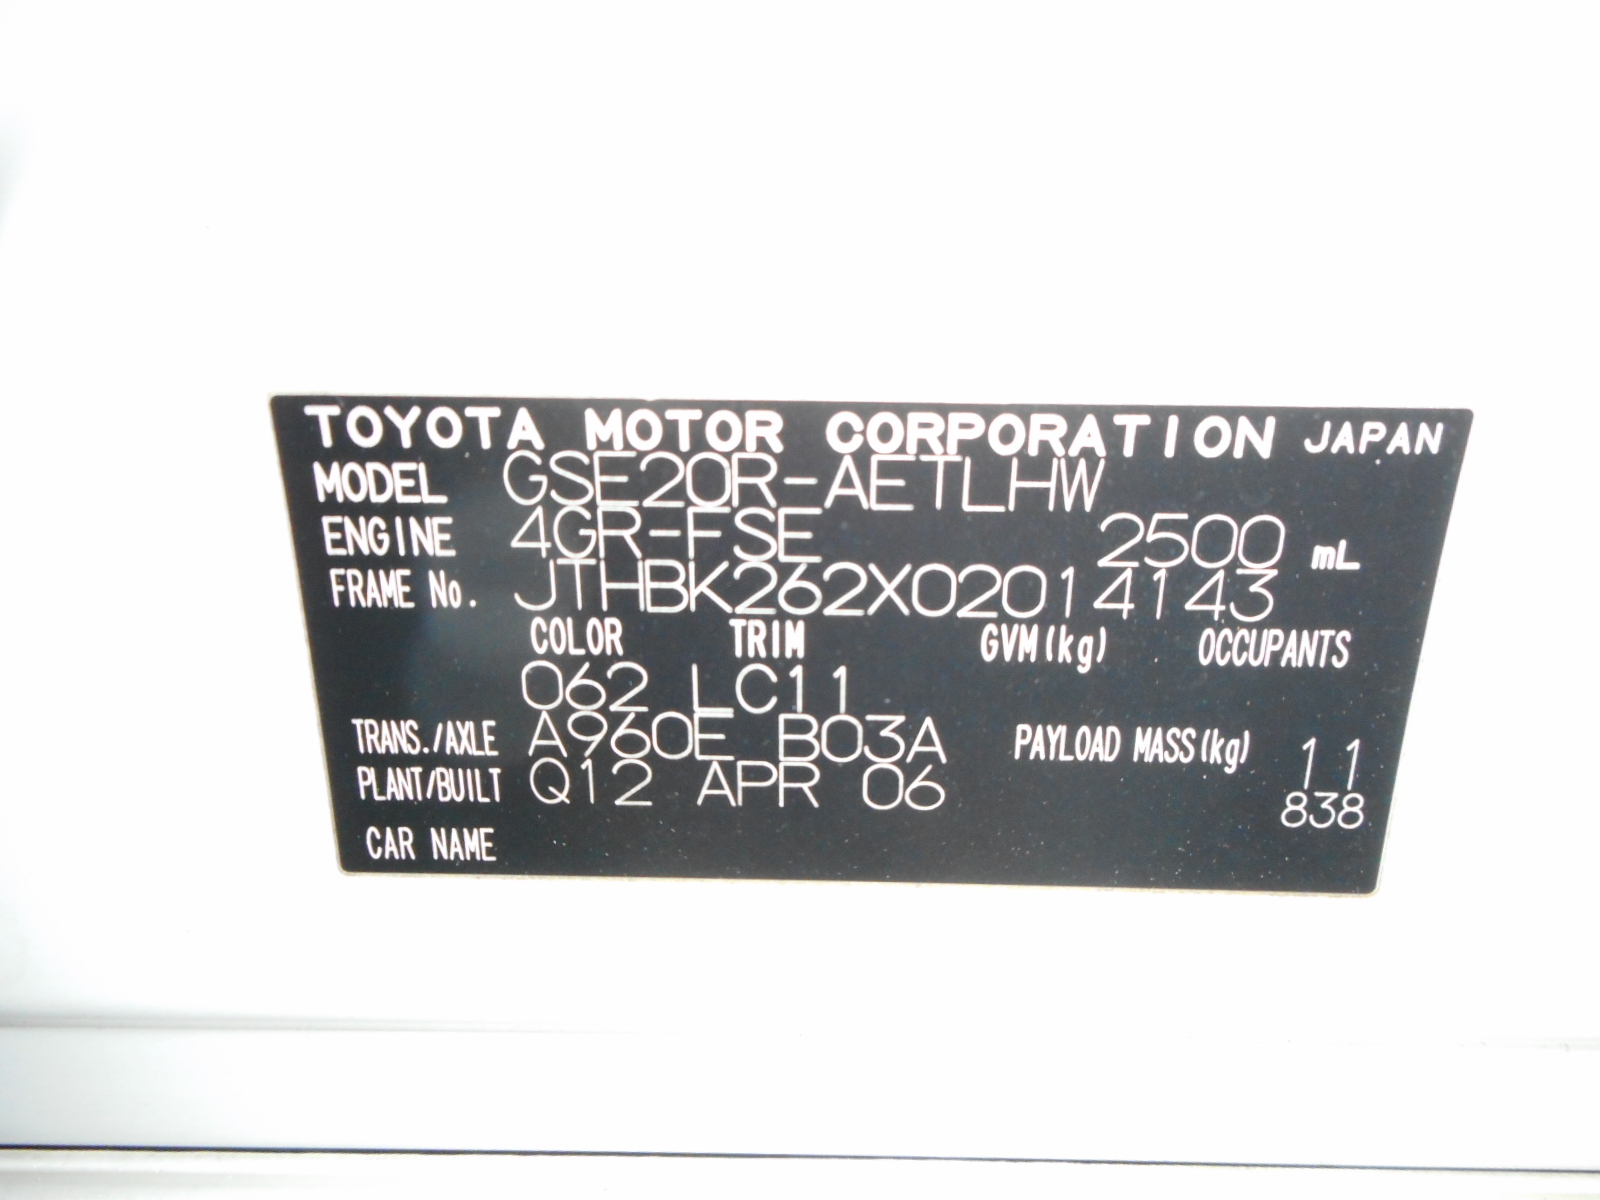 TOYOTA MOTOR CORPORATION JAPAN
MODEL GSE20R-AETLHW
ENGINE 4GR-FSE 2500 mL
FRAME No. JTHBK262X02014143
COLOR TRIM GVM(kg) OCCUPANTS
062 LC11
TRANS./AXLE A960E B03A PAYLOAD MASS(kg) 11
PLANT/BUILT Q12 APR 06 838
CAR NAME